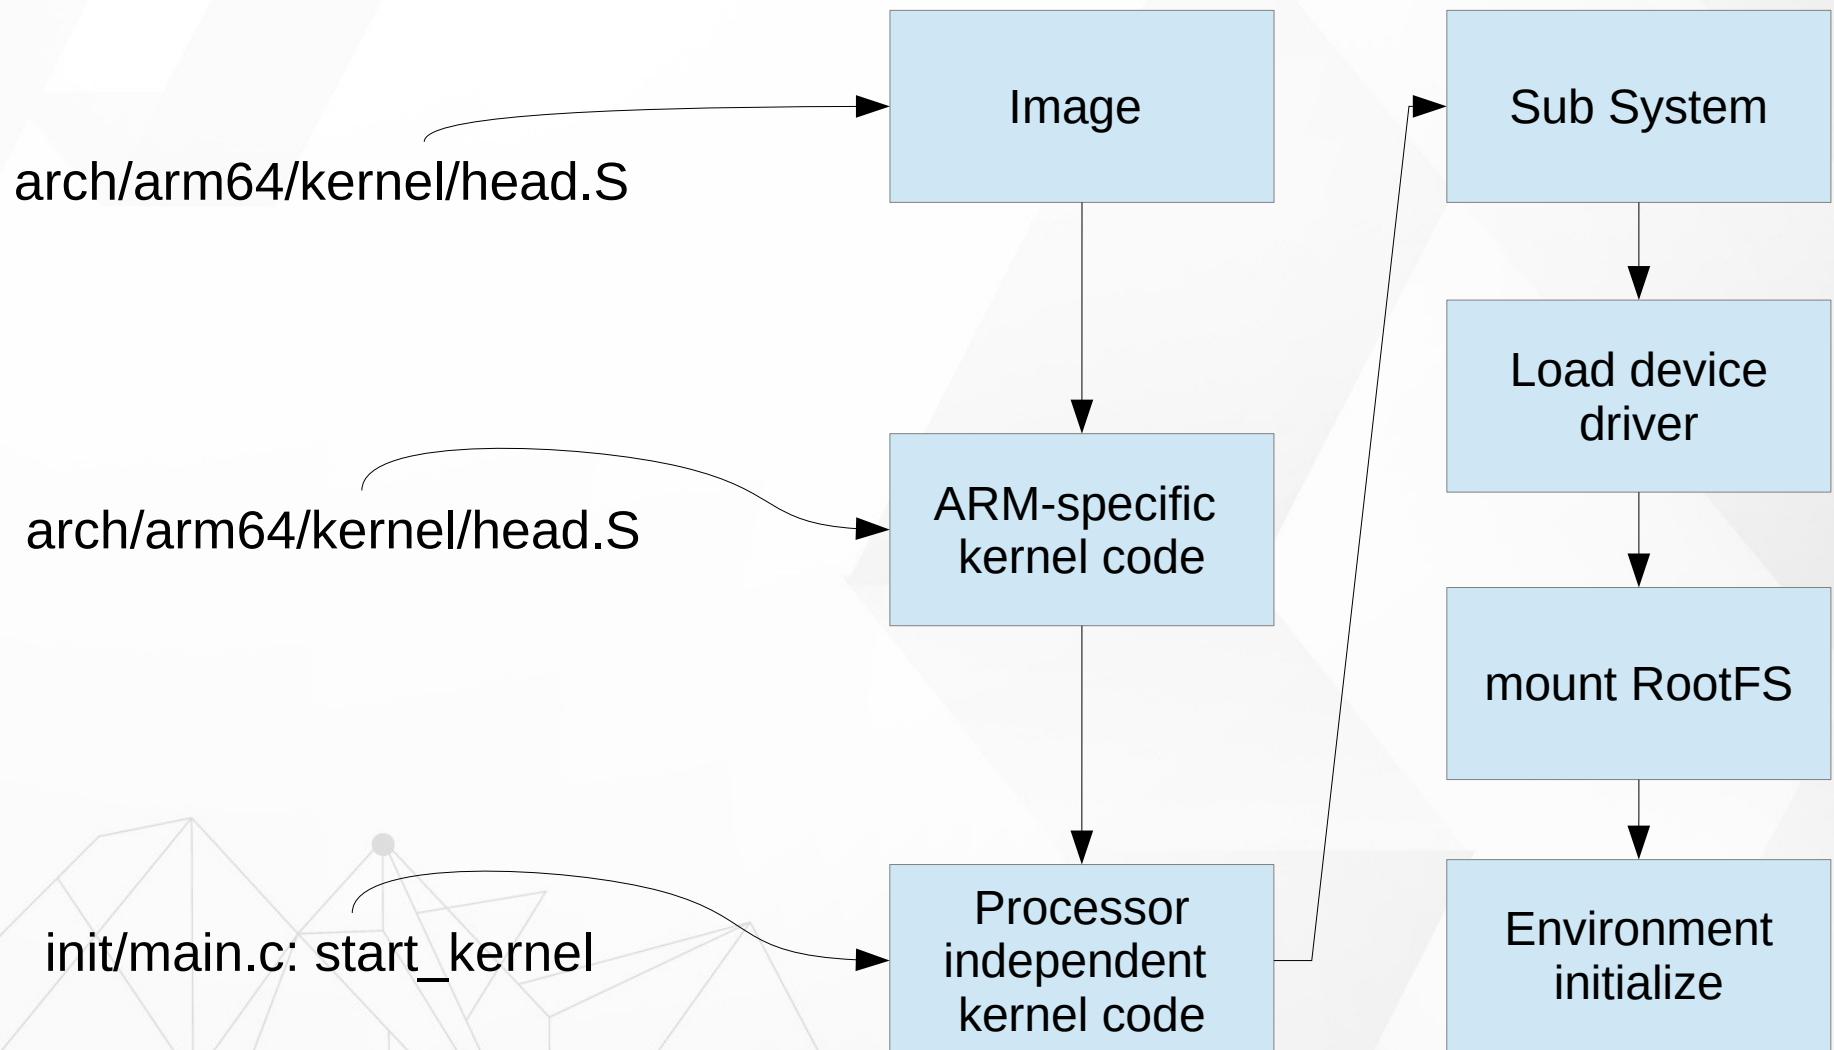 arch/arm64/kernel/head.S
Image
arch/arm64/kernel/head.S
ARM-specific
kernel code
init/main.c: start_kernel
Processor
independent
kernel code
Sub System
Load device
driver
mount RootFS
Environment
initialize